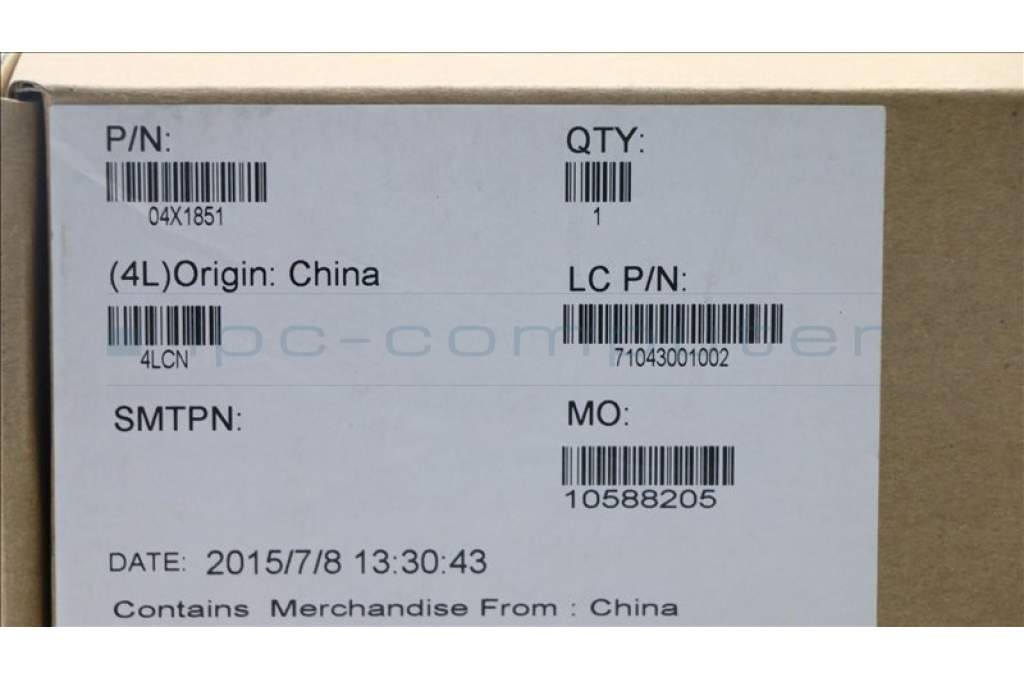 P/N:
04X1851
QTY:
1
(4L)Origin: China
4LCN
LC P/N:
71043001002
SMTPN:
MO:
10588205
DATE: 2015/7/8 13:30:43
Contains Merchandise From : China